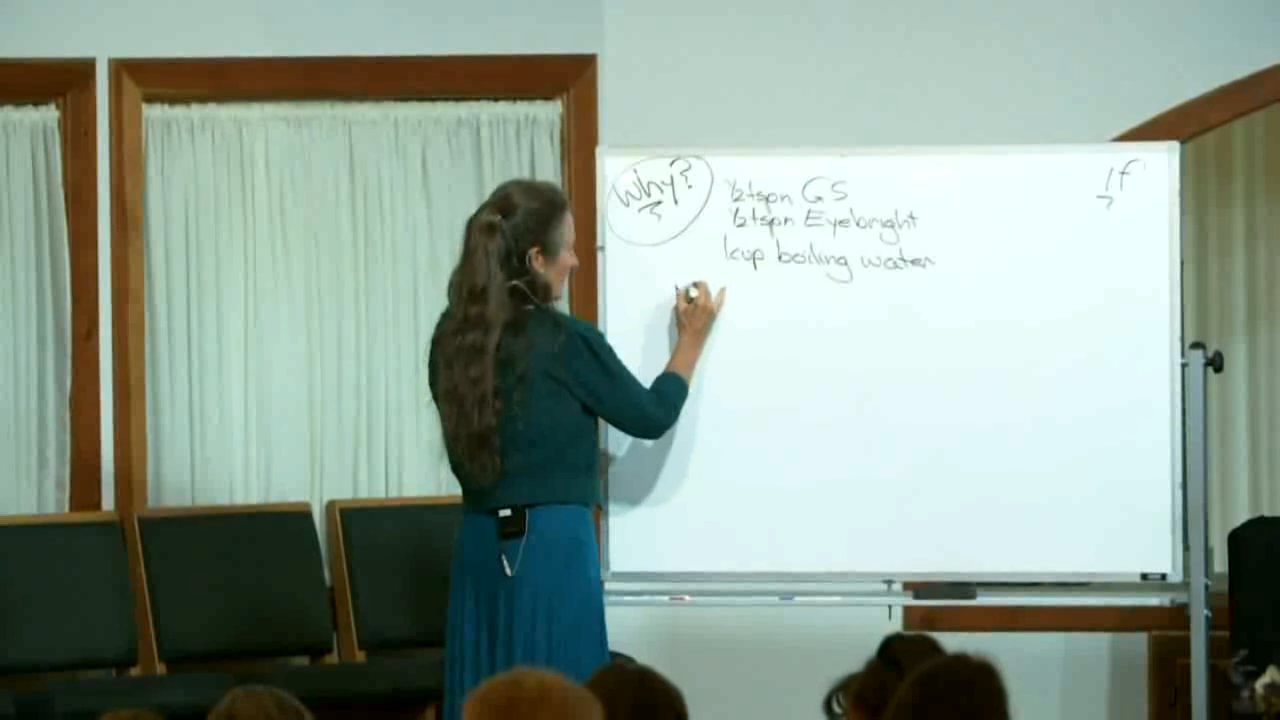 Why?
½tspn GS
½tspn Eyebright
1cup boiling water
If